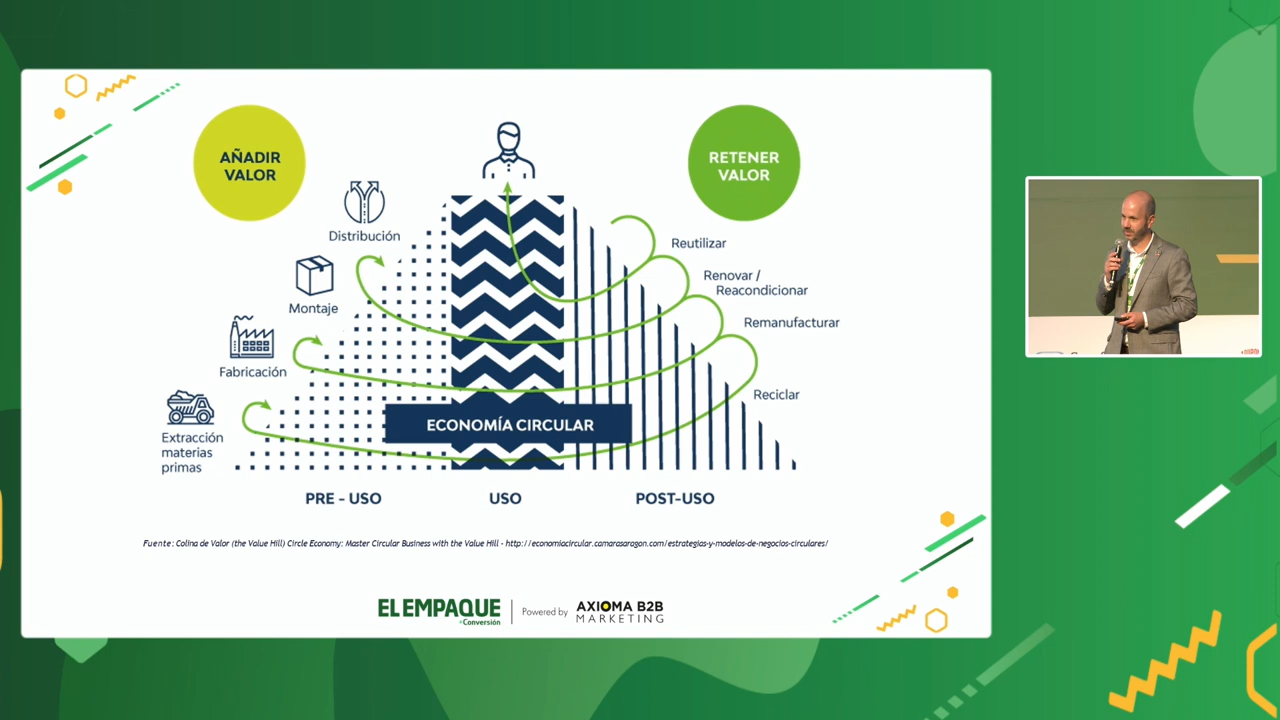 AÑADIR
VALOR
RETENER
VALOR
Distribución
Montaje
Fabricación
Extracción
materias
primas
Reutilizar
Renovar /
Reacondicionar
Remanufacturar
Reciclar
ECONOMÍA CIRCULAR
PRE - USO
USO
POST-USO
Fuente: Colina de Valor (the Value Hill) Circle Economy: Master Circular Business with the Value Hill - http://economiacircular.camarasaragon.com/estrategias-y-modelos-de-negocios-circulares/
EL EMPAQUE
+Conversión
Powered by
AXIOMA B2B
MARKETING